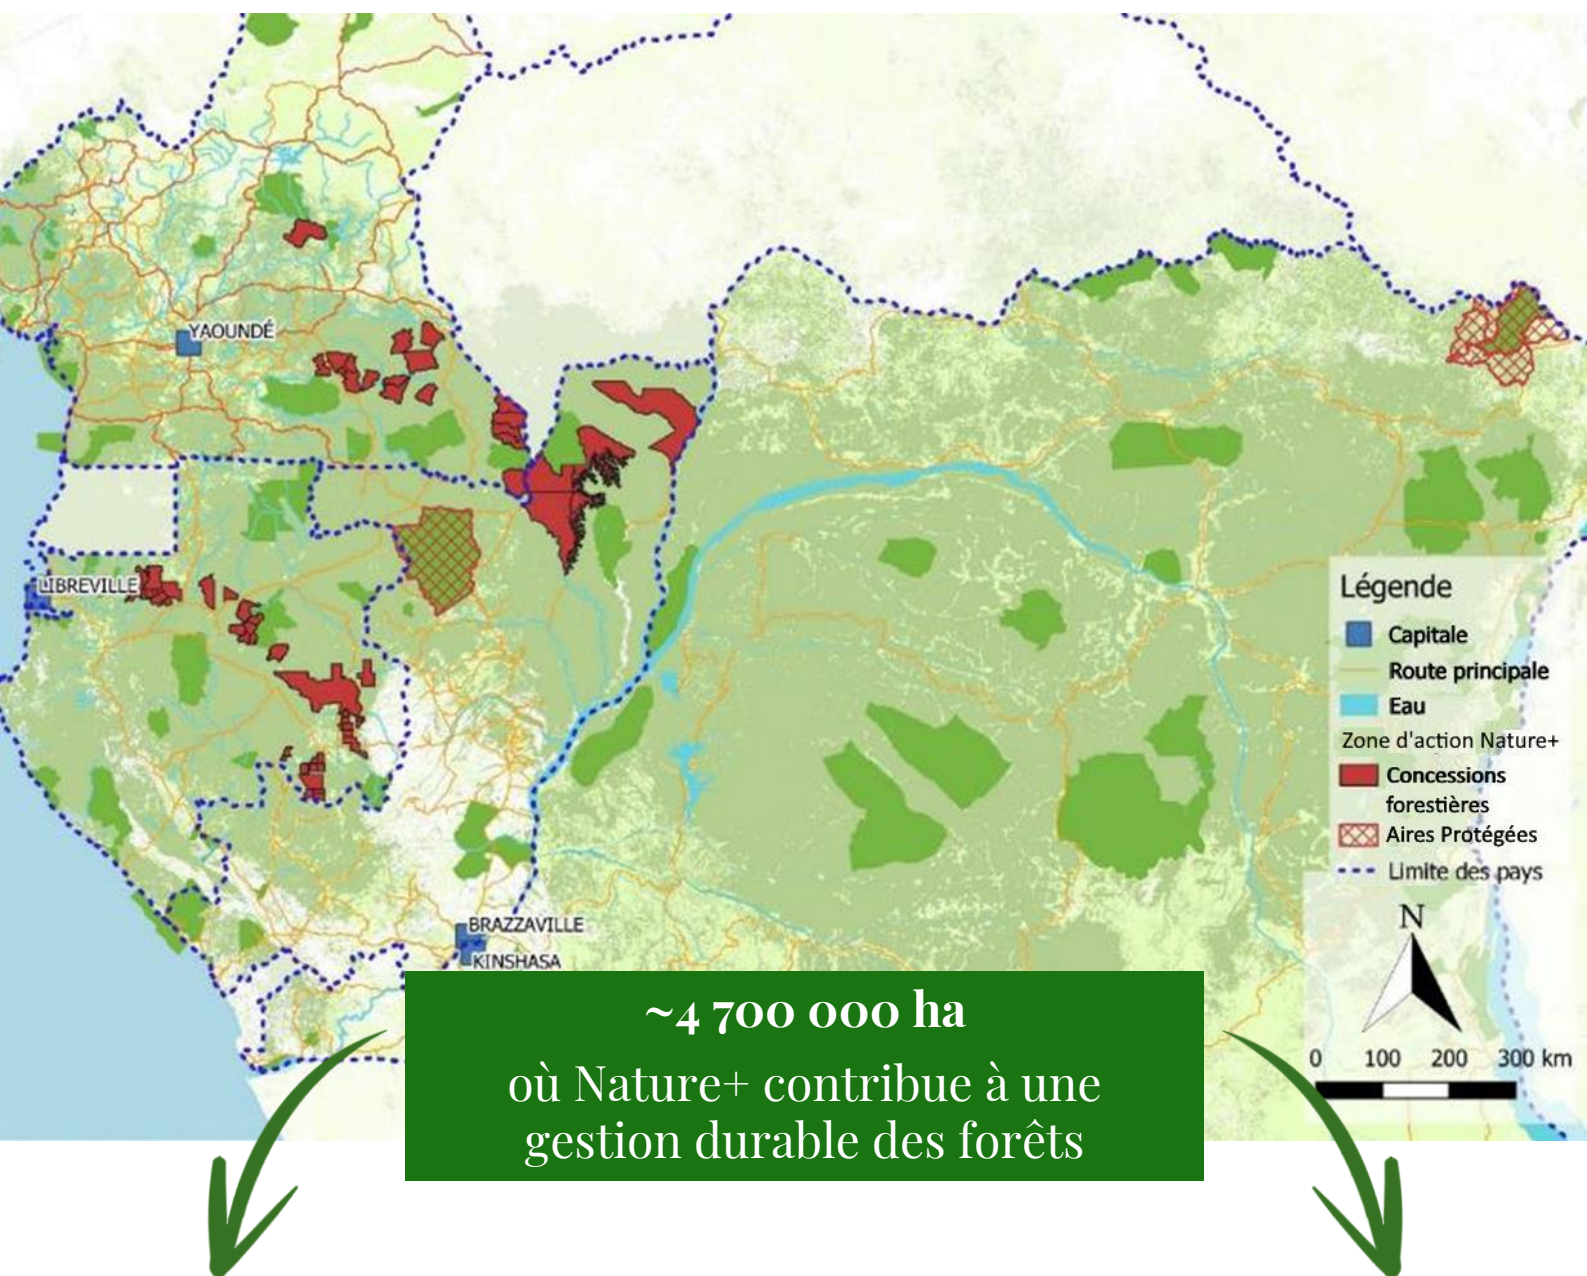 YAOUNDÉ
LIBREVILLE
BRAZZAVILLE
KINSHASA
Légende
Capitale
Route principale
Eau
Zone d'action Nature+
Concessions
forestières
Aires Protégées
Limite des pays
N
0 100 200 300 km
~4 700 000 ha
où Nature+ contribue à une
gestion durable des forêts